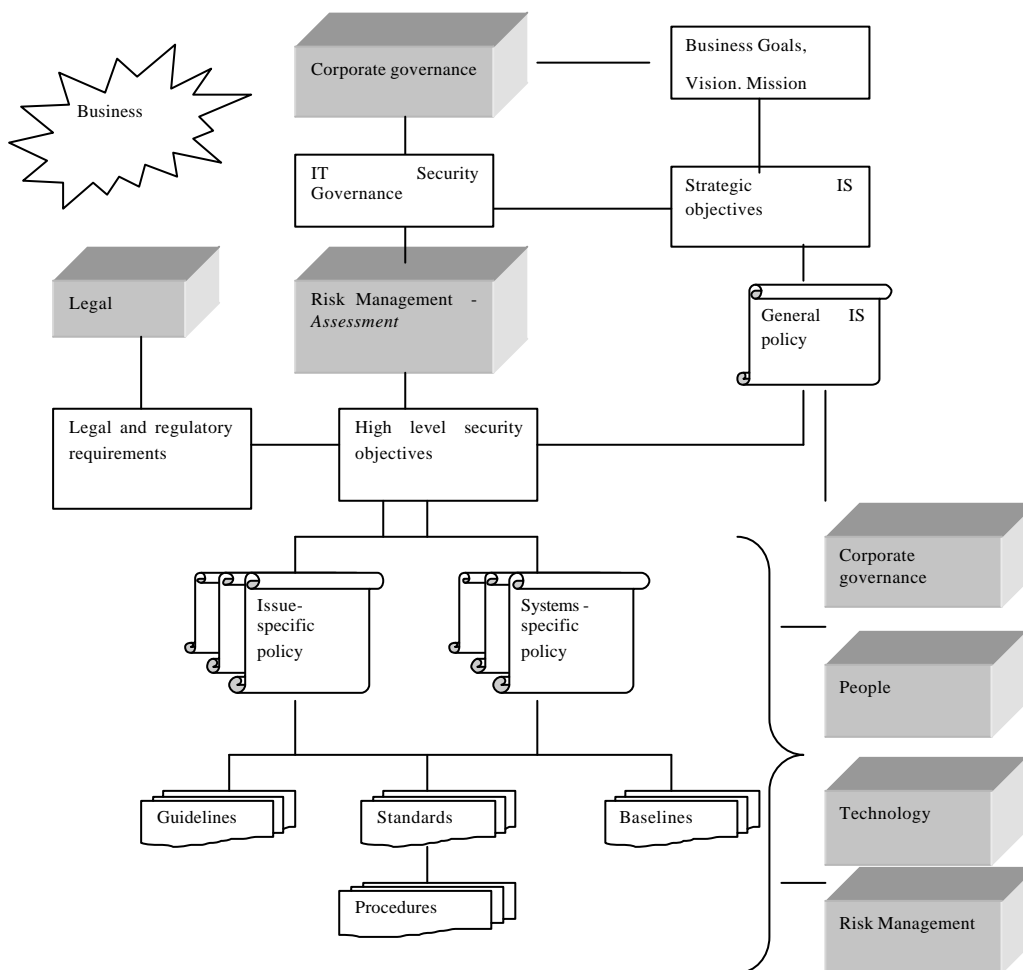 Business
Corporate governance
Business Goals,
Vision. Mission
IT Security
Governance
Strategic IS
objectives
Legal
Risk Management -
Assessment
General IS
policy
Legal and regulatory
requirements
High level security
objectives
Issue-
specific
policy
Systems -
specific
policy
Corporate
governance
People
Technology
Risk Management
Guidelines
Standards
Baselines
Procedures